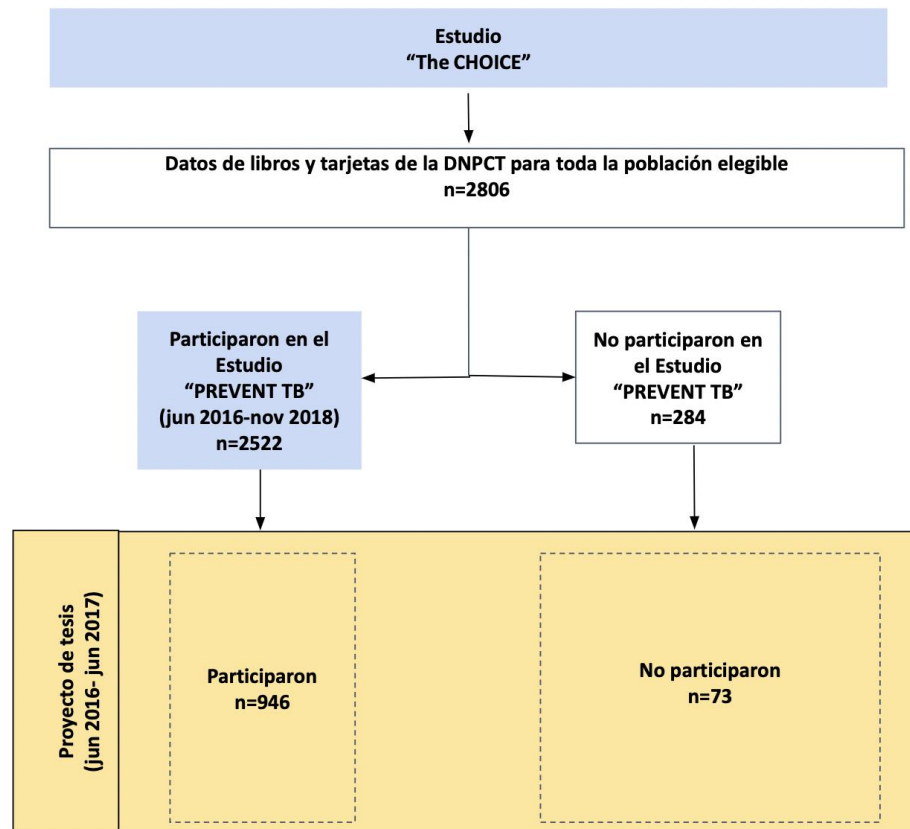 Estudio
“The CHOICE”
Datos de libros y tarjetas de la DNPCT para toda la población elegible
n=2806
Participaron en el
Estudio
“PREVENT TB”
(jun 2016-nov 2018)
n=2522
No participaron en
el Estudio
“PREVENT TB”
n=284
Proyecto de tesis
(jun 2016- jun 2017)
Participaron
n=946
No participaron
n=73